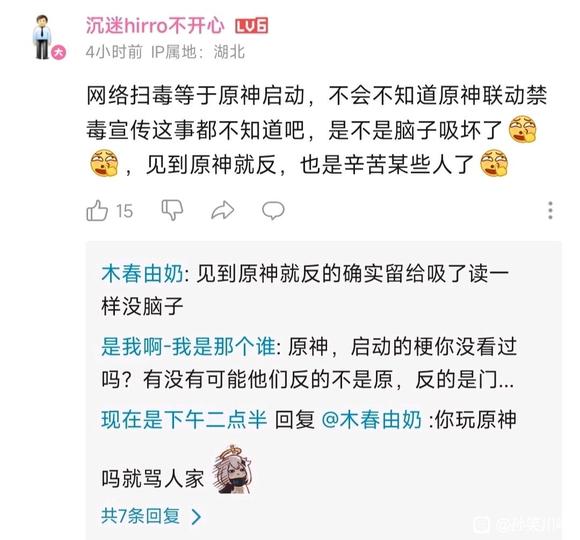 沉迷hirro不开心 LV6
大
4小时前 IP属地：湖北
网络扫毒等于原神启动，不会不知道原神联动禁
毒宣传这事都不知道吧，是不是脑子吸坏了
，见到原神就反，也是辛苦某些人了
15
木春由奶: 见到原神就反的确实留给吸了读一
样没脑子
是我啊-我是那个谁: 原神，启动的梗你没看过
吗？有没有可能他们反的不是原，反的是门...
现在是下午二点半 回复 @木春由奶 :你玩原神
吗就骂人家
共7条回复